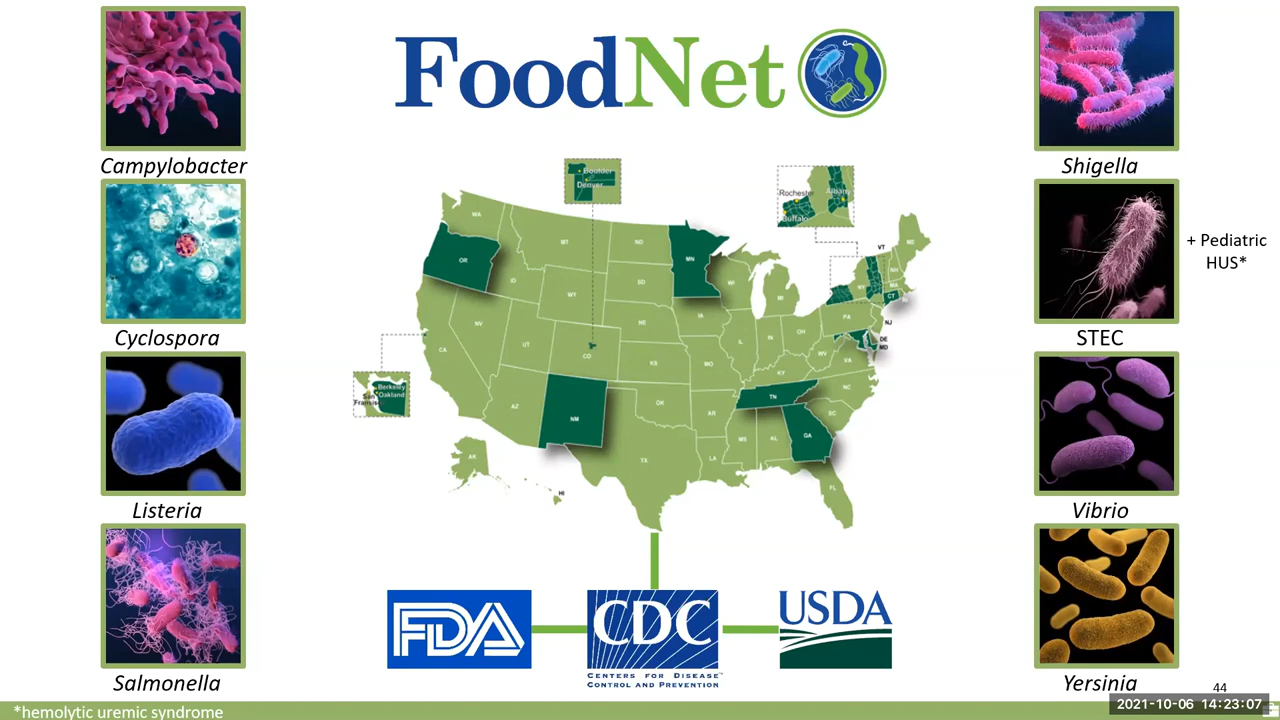 FoodNet
Campylobacter
Cyclospora
Listeria
Salmonella
Boulder
Denver
Rochester
Albany
Buffalo
WA
OR
MT
ID
WY
ND
SD
MN
WI
MI
NE
IA
NV
UT
CO
CA
AZ
NM
KS
OK
TX
MO
AR
LA
IL
IN
OH
KY
TN
MS
AL
GA
FL
SC
NC
VA
WV
PA
NY
VT
NH
ME
MA
CT
NJ
DE
MD
AK
HI
Berkeley
Oakland
San
Shigella
+ Pediatric
HUS*
STEC
Vibrio
Yersinia
FDA
CDC
CENTERS FOR DISEASE™
CONTROL AND PREVENTION
USDA
44
2021-10-06 14:23:07
*hemolytic uremic syndrome